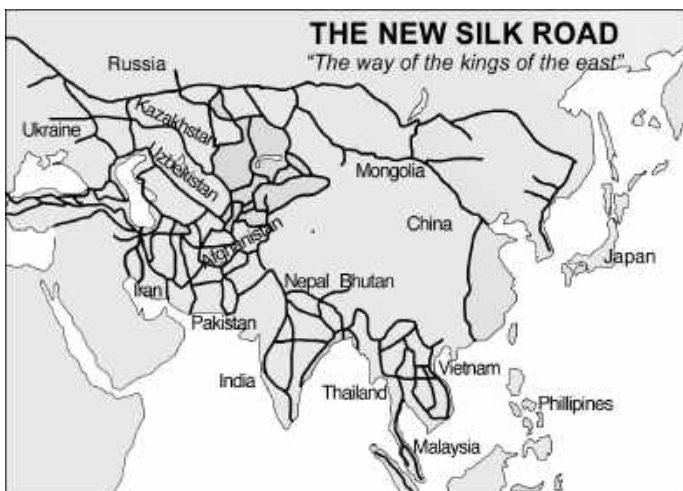 THE NEW SILK ROAD
"The way of the kings of the east"
Russia
Kazakhstan
Ukraine
Uzbekistan
Mongolia
China
Afghanistan
Japan
Iran
Nepal Bhutan
Pakistan
India
Thailand
Vietnam
Phillipines
Malaysia